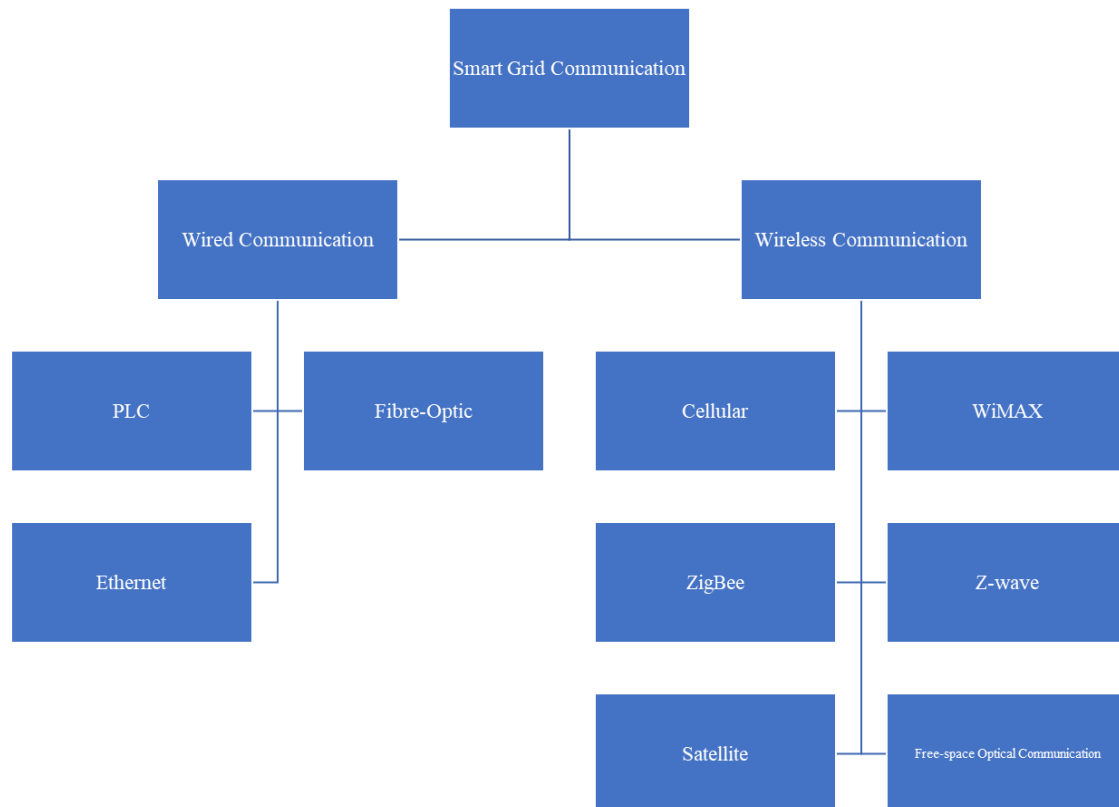 Smart Grid Communication
Wired Communication
Wireless Communication
PLC
Fibre-Optic
Cellular
WiMAX
Ethernet
ZigBee
Z-wave
Satellite
Free-space Optical Communication